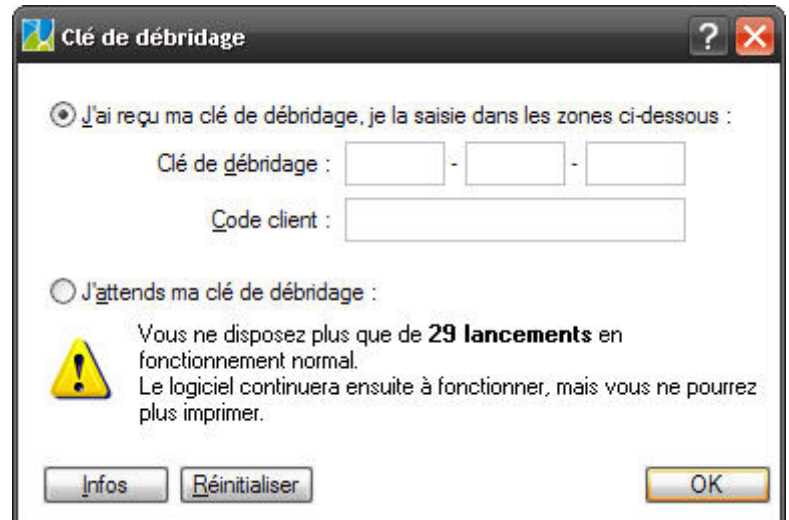 Clé de débridage
?
J'ai reçu ma clé de débridage, je la saisie dans les zones ci-dessous :
Clé de débridage : - -
Code client :
J'attends ma clé de débridage :
Vous ne disposez plus que de 29 lancements en
fonctionnement normal.
Le logiciel continuera ensuite à fonctionner, mais vous ne pourrez
plus imprimer.
Infos Réinitialiser OK